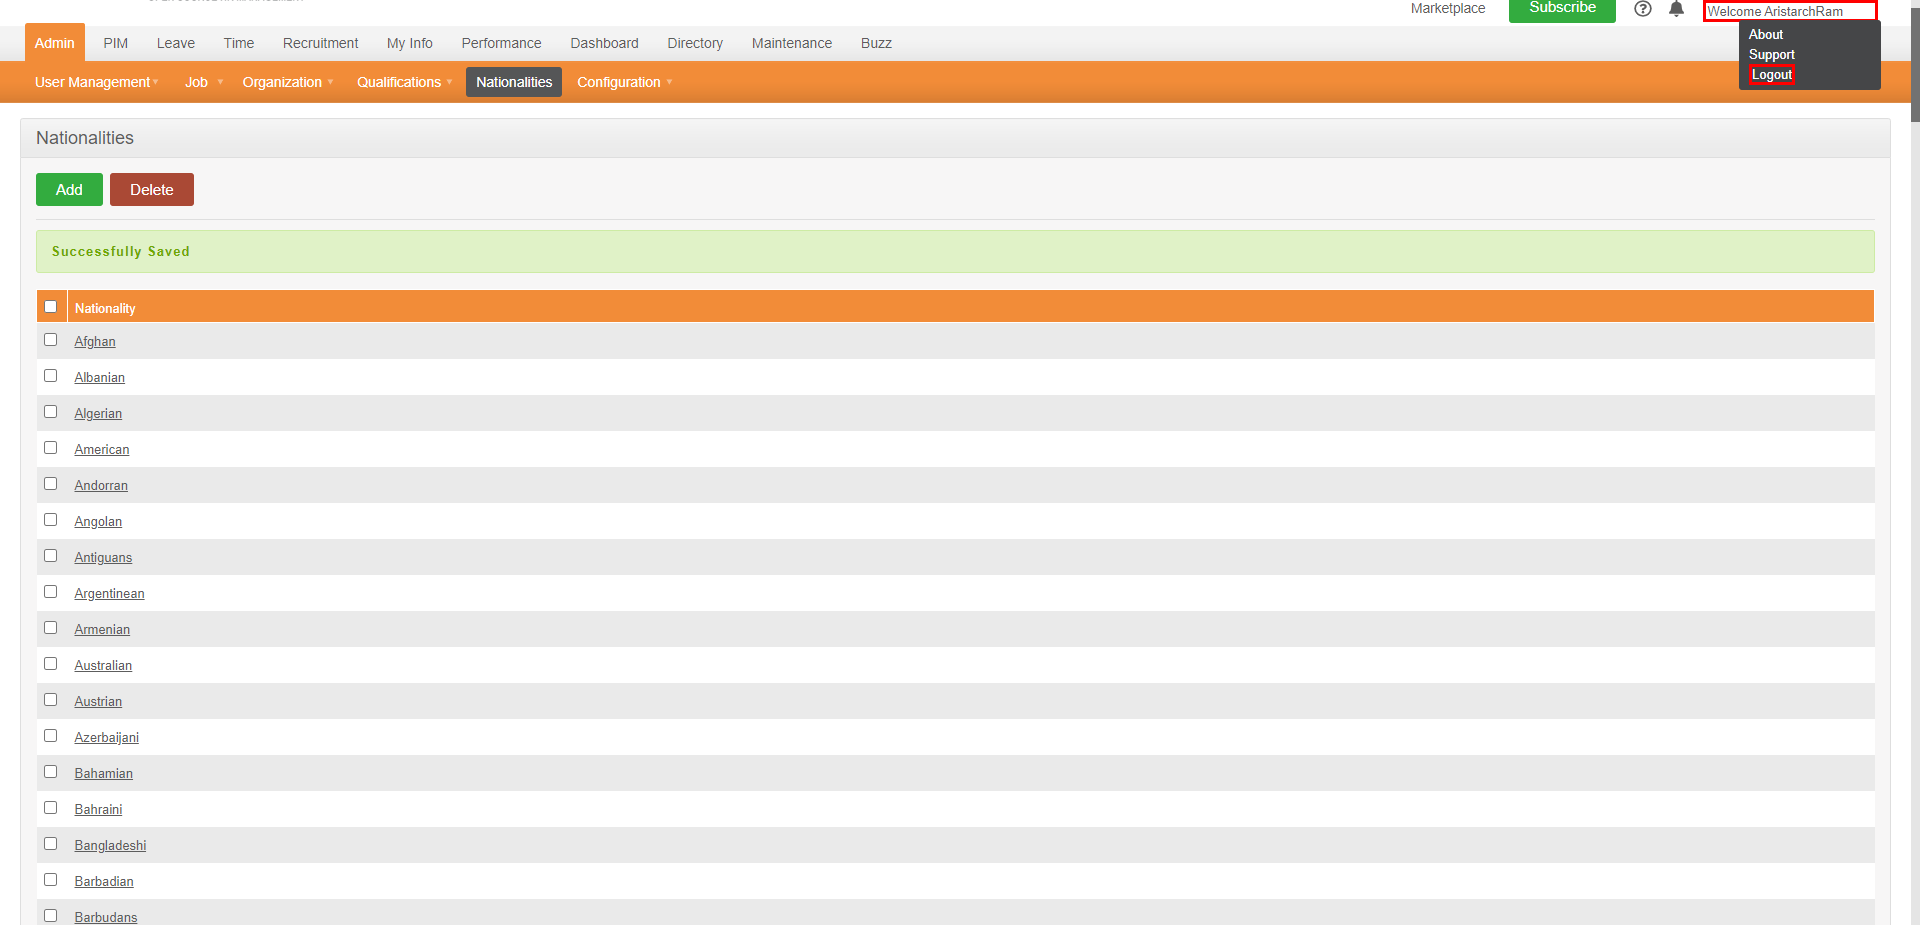 Marketplace Subscribe Welcome AristarchRam
Admin PIM Leave Time Recruitment My Info Performance Dashboard Directory Maintenance Buzz
About
Support
Logout
User Management Job Organization Qualifications Nationalities Configuration
Nationalities
Add Delete
Successfully Saved
Nationality
Afghan
Albanian
Algerian
American
Andorran
Angolan
Antiguans
Argentinean
Armenian
Australian
Austrian
Azerbaijani
Bahamian
Bahraini
Bangladeshi
Barbadian
Barbudans